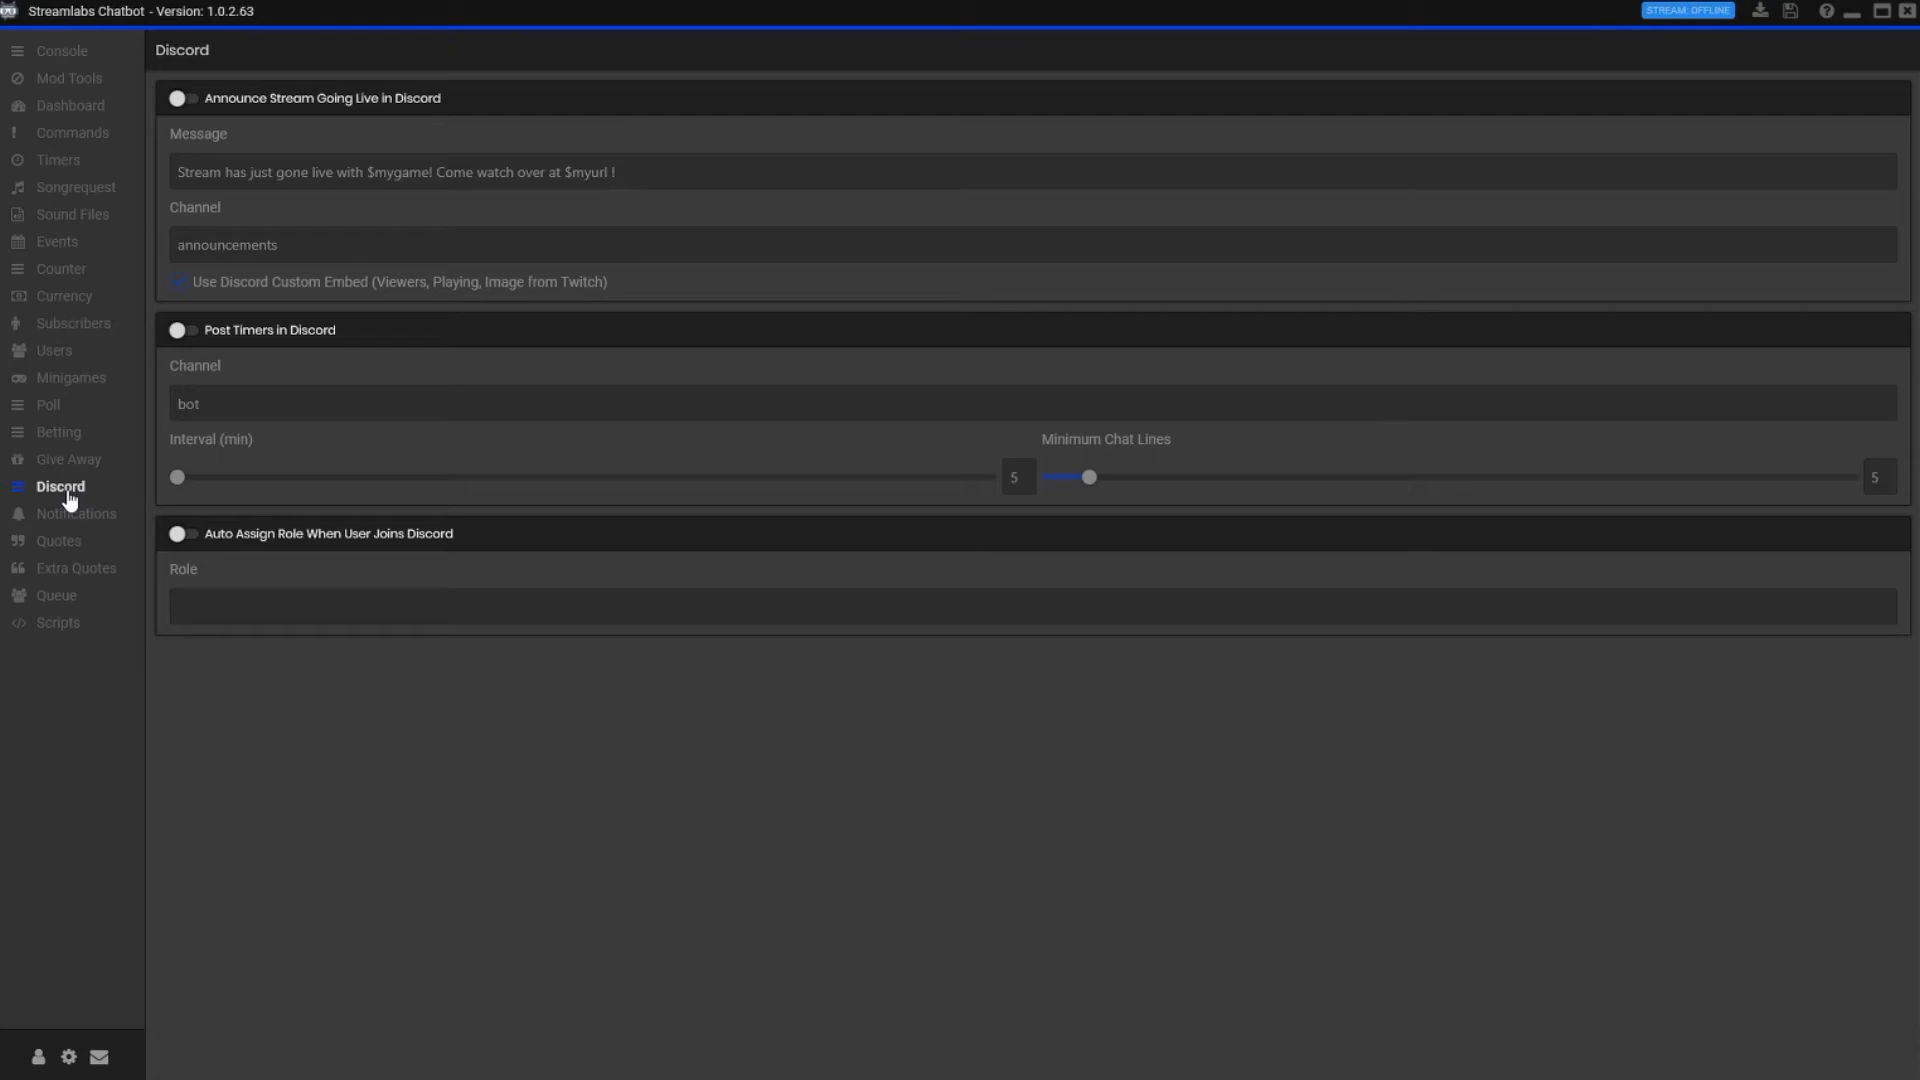 Streamlabs Chatbot - Version: 1.0.2.63
STREAM: OFFLINE
Console
Mod Tools
Dashboard
Commands
Timers
Songrequest
Sound Files
Events
Counter
Currency
Subscribers
Users
Minigames
Poll
Betting
Give Away
Discord
Notifications
Quotes
Extra Quotes
Queue
Scripts
Discord
Announce Stream Going Live in Discord
Message
Stream has just gone live with $mygame! Come watch over at $myurl !
Channel
announcements
Use Discord Custom Embed (Viewers, Playing, Image from Twitch)
Post Timers in Discord
Channel
bot
Interval (min)
5
Minimum Chat Lines
5
Auto Assign Role When User Joins Discord
Role